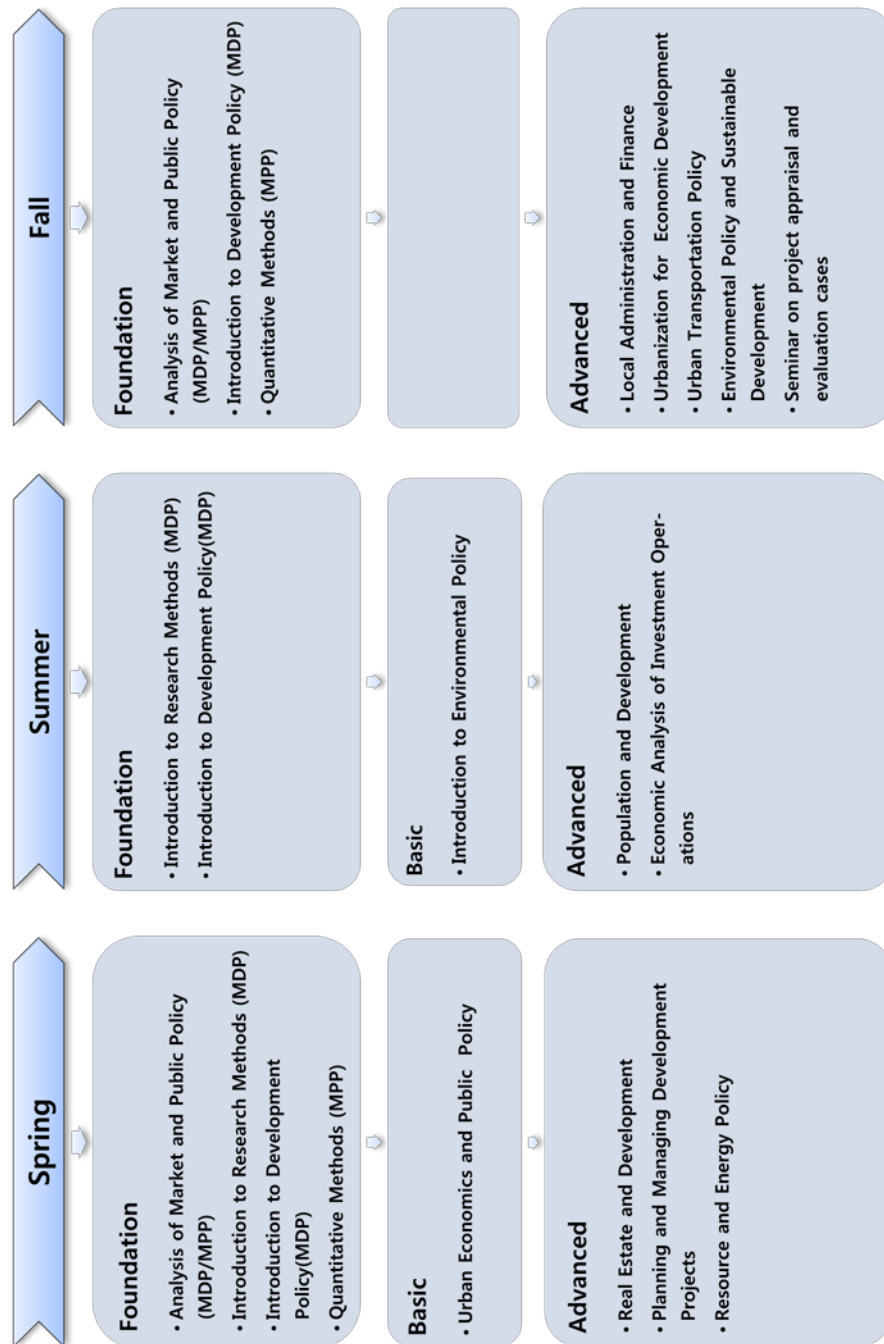 Spring
Foundation
• Analysis of Market and Public Policy
(MDP/MPP)
• Introduction to Research Methods (MDP)
• Introduction to Development
Policy(MDP)
• Quantitative Methods (MPP)
Basic
• Urban Economics and Public Policy
Advanced
• Real Estate and Development
• Planning and Managing Development
Projects
• Resource and Energy Policy
Summer
Foundation
• Introduction to Research Methods (MDP)
• Introduction to Development Policy(MDP)
Basic
• Introduction to Environmental Policy
Advanced
• Population and Development
• Economic Analysis of Investment Oper-
ations
Fall
Foundation
• Analysis of Market and Public Policy
(MDP/MPP)
• Introduction to Development Policy (MDP)
• Quantitative Methods (MPP)
Advanced
• Local Administration and Finance
• Urbanization for Economic Development
• Urban Transportation Policy
• Environmental Policy and Sustainable
Development
• Seminar on project appraisal and
evaluation cases